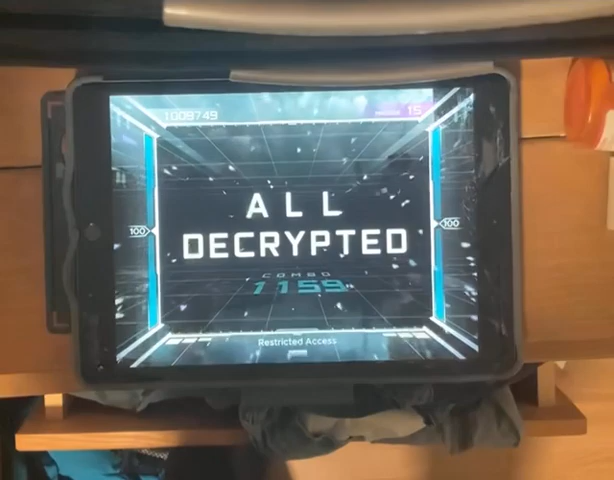 1009749
15
ALL
DECRYPTED
100
100
COMBO
1159
Restricted Access